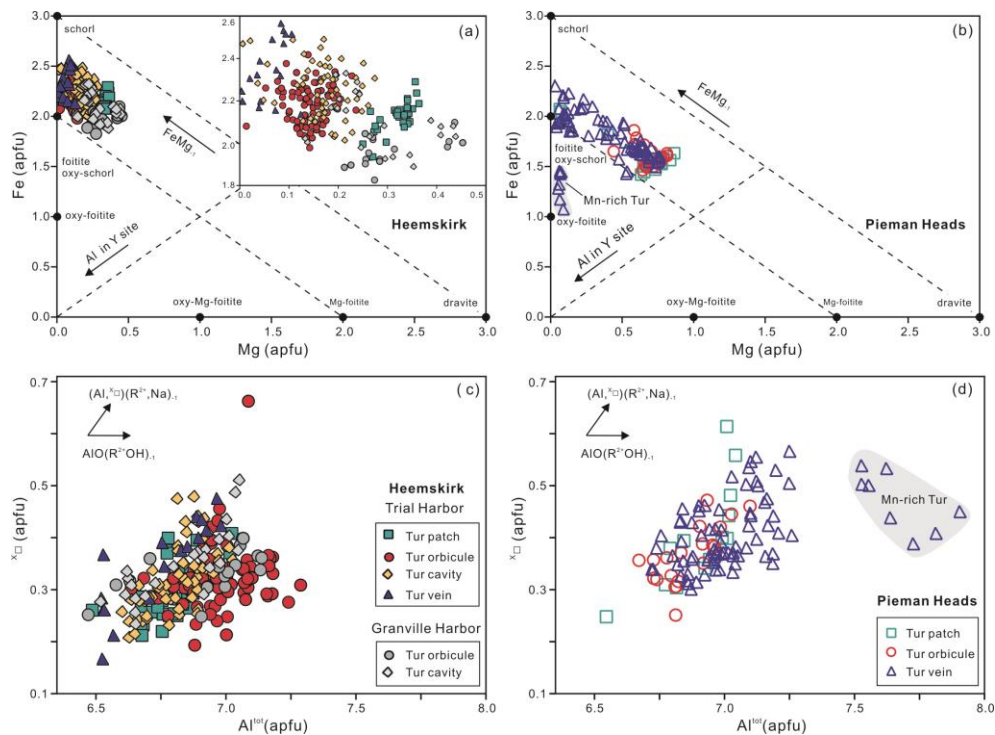 (a)
3.0
2.5
2.0
1.5
1.0
0.5
0.0
Fe (apfu)
schorl
FeMg₋₁
foitite
oxy-schorl
oxy-foitite
Al in Y site
oxy-Mg-foitite
Mg-foitite
dravite
Heemskirk
2.6
2.4
2.2
2.0
1.8
0.0
0.1
0.2
0.3
0.4
0.5
0.0 0.5 1.0 1.5 2.0 2.5 3.0
Mg (apfu)
(b)
3.0
2.5
2.0
1.5
1.0
0.5
0.0
Fe (apfu)
schorl
FeMg₋₁
foitite
oxy-schorl
Mn-rich Tur
oxy-foitite
Al in Y site
Pieman Heads
oxy-Mg-foitite
Mg-foitite
dravite
0.0 0.5 1.0 1.5 2.0 2.5 3.0
Mg (apfu)
(c)
0.7
0.5
0.3
0.1
ˣ□ (apfu)
(Al,ˣ□)(R²⁺,Na)₋₁
AlO(R²⁺OH)₋₁
Heemskirk
Trial Harbor
Tur patch
Tur orbicule
Tur cavity
Tur vein
Granville Harbor
Tur orbicule
Tur cavity
6.5 7.0 7.5 8.0
Alᵗᵒᵗ(apfu)
(d)
0.7
0.5
0.3
0.1
ˣ□ (apfu)
(Al,ˣ□)(R²⁺,Na)₋₁
AlO(R²⁺OH)₋₁
Mn-rich Tur
Pieman Heads
Tur patch
Tur orbicule
Tur vein
6.5 7.0 7.5 8.0
Alᵗᵒᵗ(apfu)